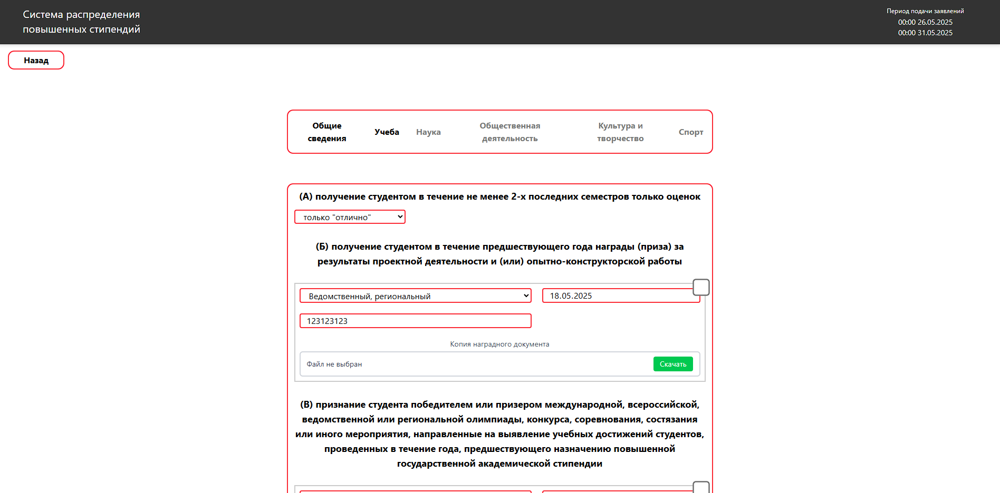 Система распределения
повышенных стипендий
Период подачи заявлений
00:00 26.05.2025
00:00 31.05.2025
Назад
Общие
сведения
Учеба
Наука
Общественная
деятельность
Культура и
творчество
Спорт
(А) получение студентом в течение не менее 2-х последних семестров только оценок
только "отлично"
(Б) получение студентом в течение предшествующего года награды (приза) за
результаты проектной деятельности и (или) опытно-конструкторской работы
Ведомственный, региональный
18.05.2025
123123123
Копия наградного документа
Файл не выбран
Скачать
(В) признание студента победителем или призером международной, всероссийской,
ведомственной или региональной олимпиады, конкурса, соревнования, состязания
или иного мероприятия, направленные на выявление учебных достижений студентов,
проведенных в течение года, предшествующего назначению повышенной
государственной академической стипендии